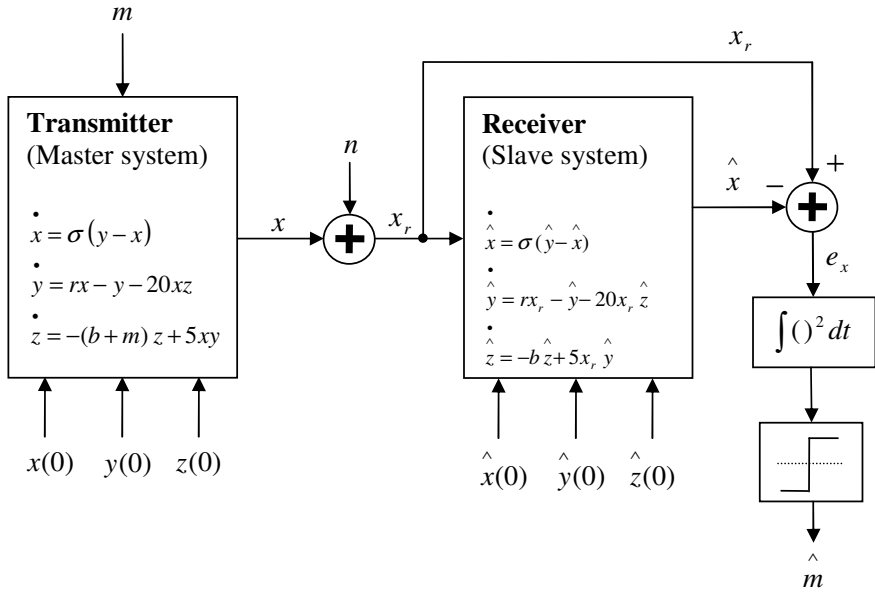 m
x_r
Transmitter
(Master system)
ẋ = σ(y − x)
ẏ = rx − y − 20xz
ż = −(b + m) z + 5xy
x
n
x_r
Receiver
(Slave system)
x̂̇ = σ(ŷ − x̂)
ŷ̇ = rx_r − ŷ − 20x_r ẑ
ẑ̇ = −b ẑ + 5x_r ŷ
x̂
−
+
e_x
∫()² dt
x(0) y(0) z(0)
x̂(0) ŷ(0) ẑ(0)
m̂